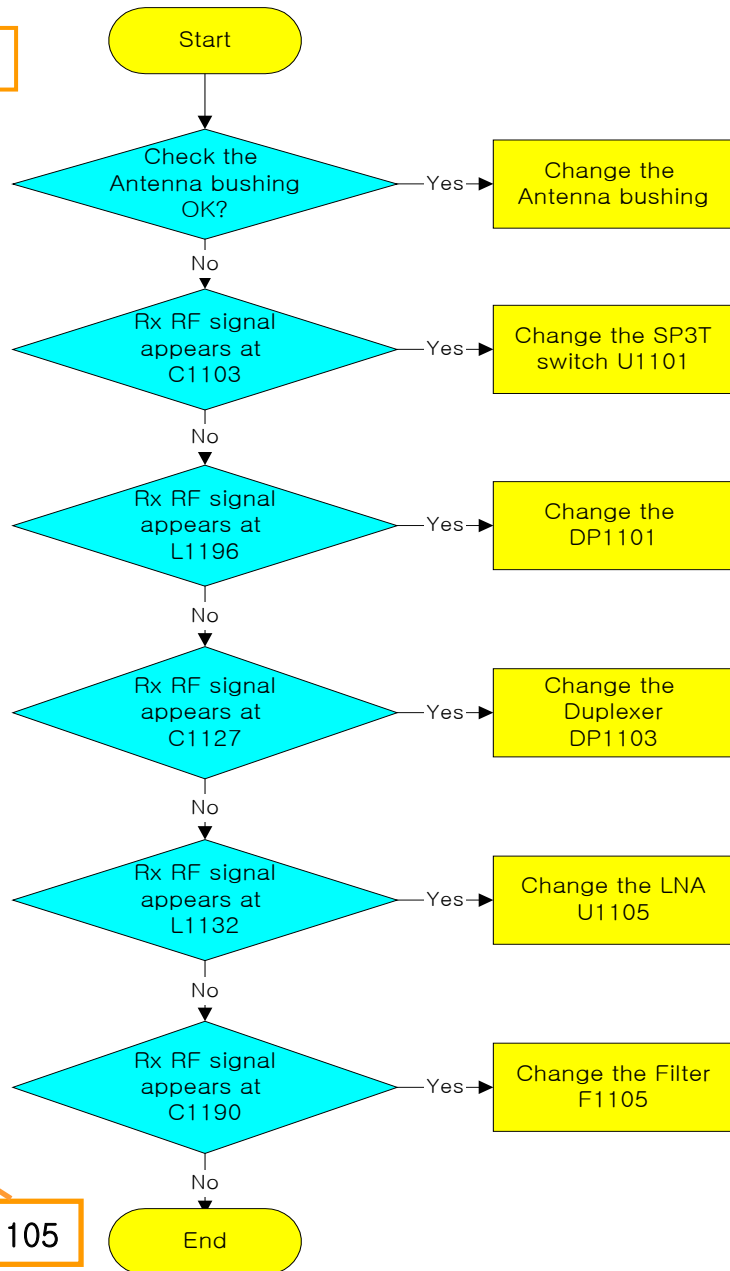 Start
Check the
Antenna bushing
OK?
Yes
Change the
Antenna bushing
No
Rx RF signal
appears at
C1103
Yes
Change the SP3T
switch U1101
No
Rx RF signal
appears at
L1196
Yes
Change the
DP1101
No
Rx RF signal
appears at
C1127
Yes
Change the
Duplexer
DP1103
No
Rx RF signal
appears at
L1132
Yes
Change the LNA
U1105
No
Rx RF signal
appears at
C1190
Yes
Change the Filter
F1105
No
105
End